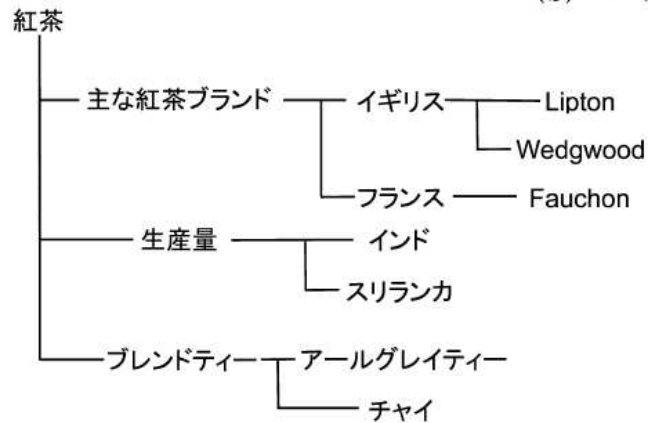 紅茶
主な紅茶ブランド イギリス Lipton
Wedgwood
フランス Fauchon
生産量 インド
スリランカ
ブレンドティー アールグレイティー
チャイ